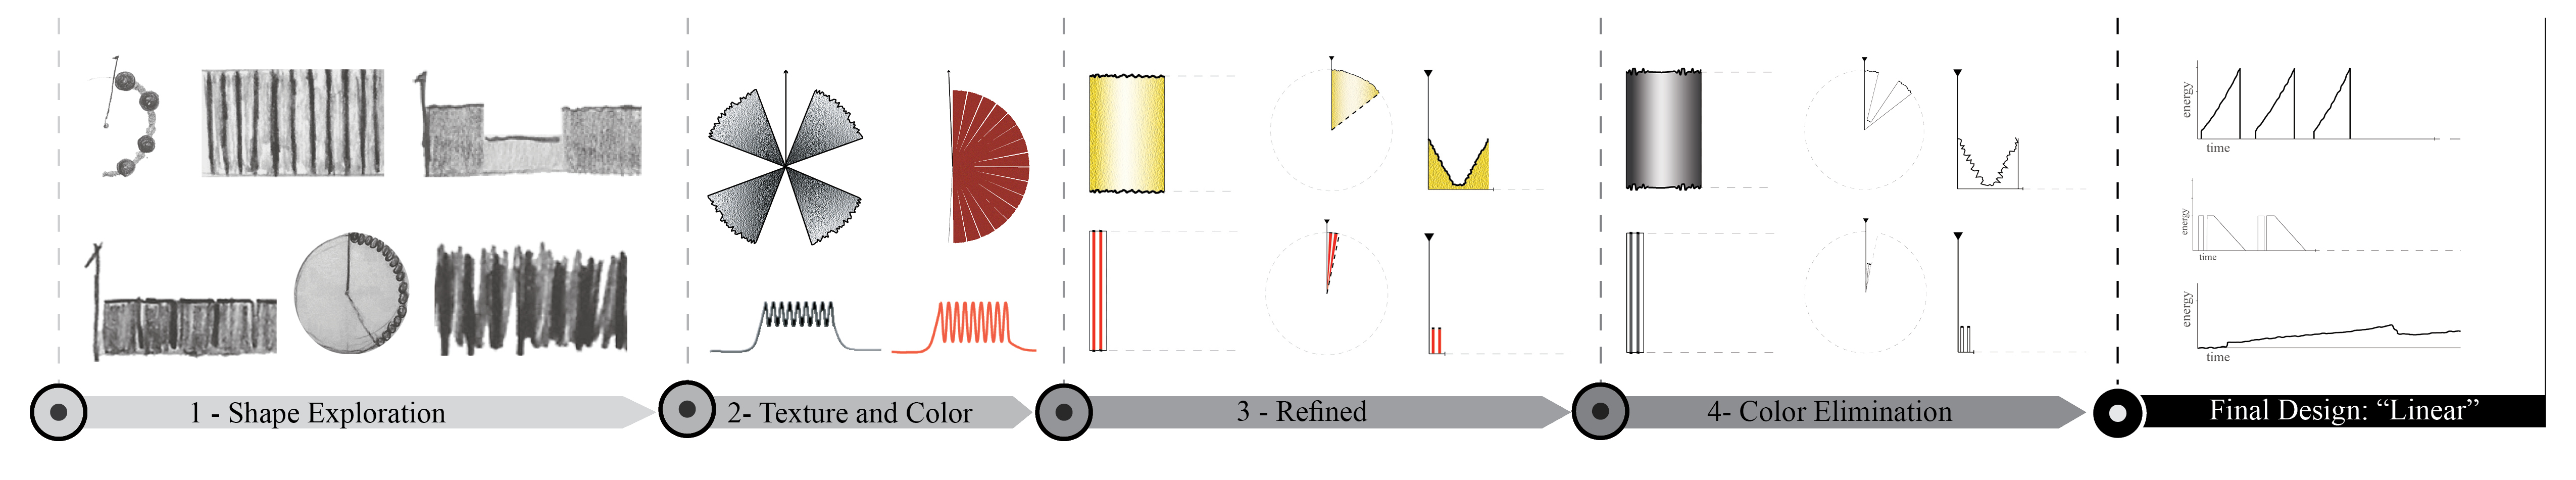 energy
time
energy
time
energy
time
1 - Shape Exploration
2- Texture and Color
3 - Refined
4- Color Elimination
Final Design: “Linear”